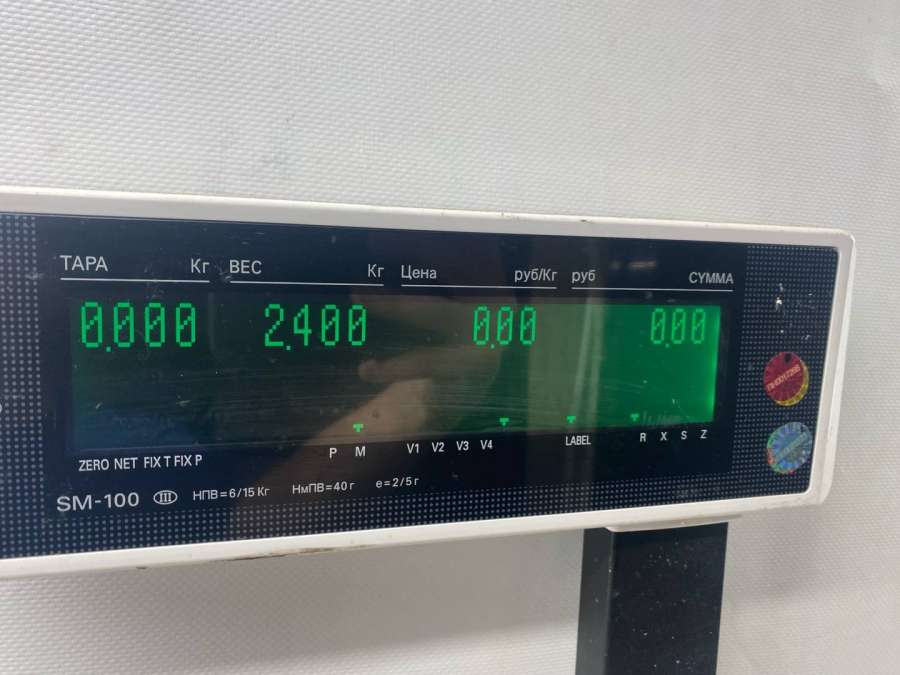 ТАРА Кг ВЕС Кг Цена руб/Кг руб СУММА
0.000 2.400 0.00 0.00
P M V1 V2 V3 V4 LABEL R X S Z
ZERO NET FIX T FIX P
SM-100 III НПВ=6/15 Кг НмПВ=40 г e=2/5 г